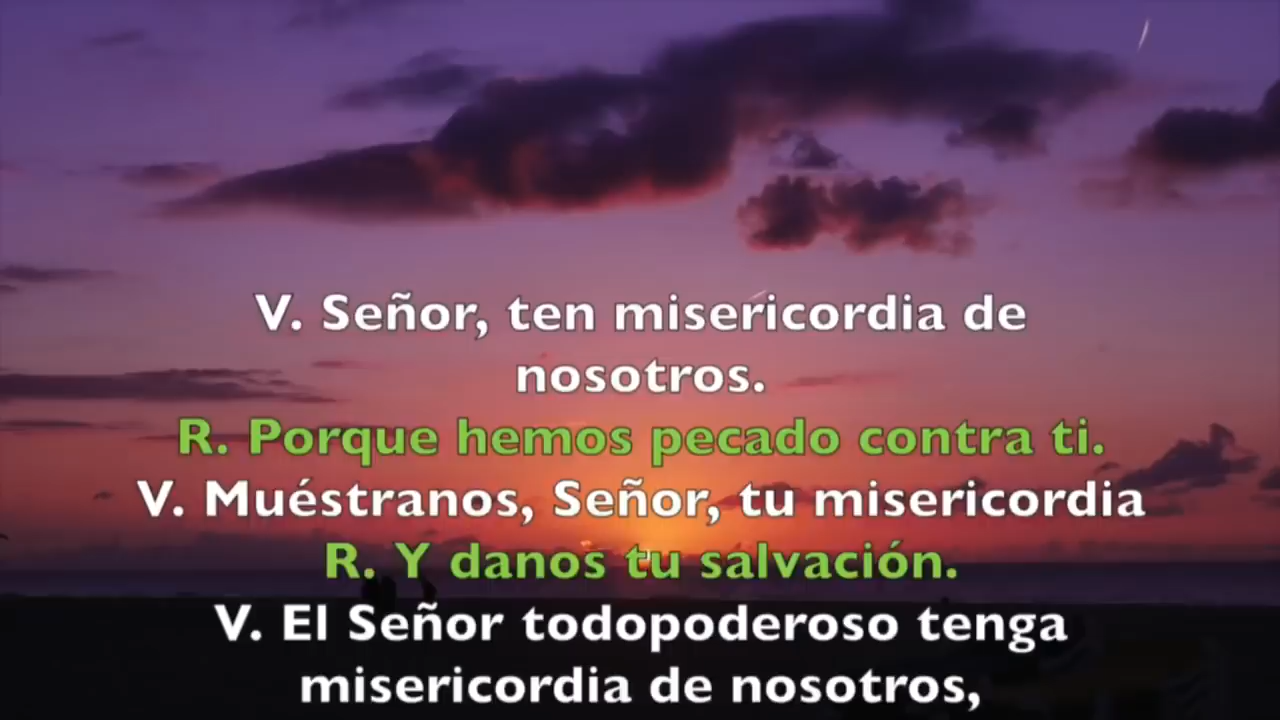 V. Señor, ten misericordia de
nosotros.
R. Porque hemos pecado contra ti.
V. Muéstranos, Señor, tu misericordia
R. Y danos tu salvación.
V. El Señor todopoderoso tenga
misericordia de nosotros,